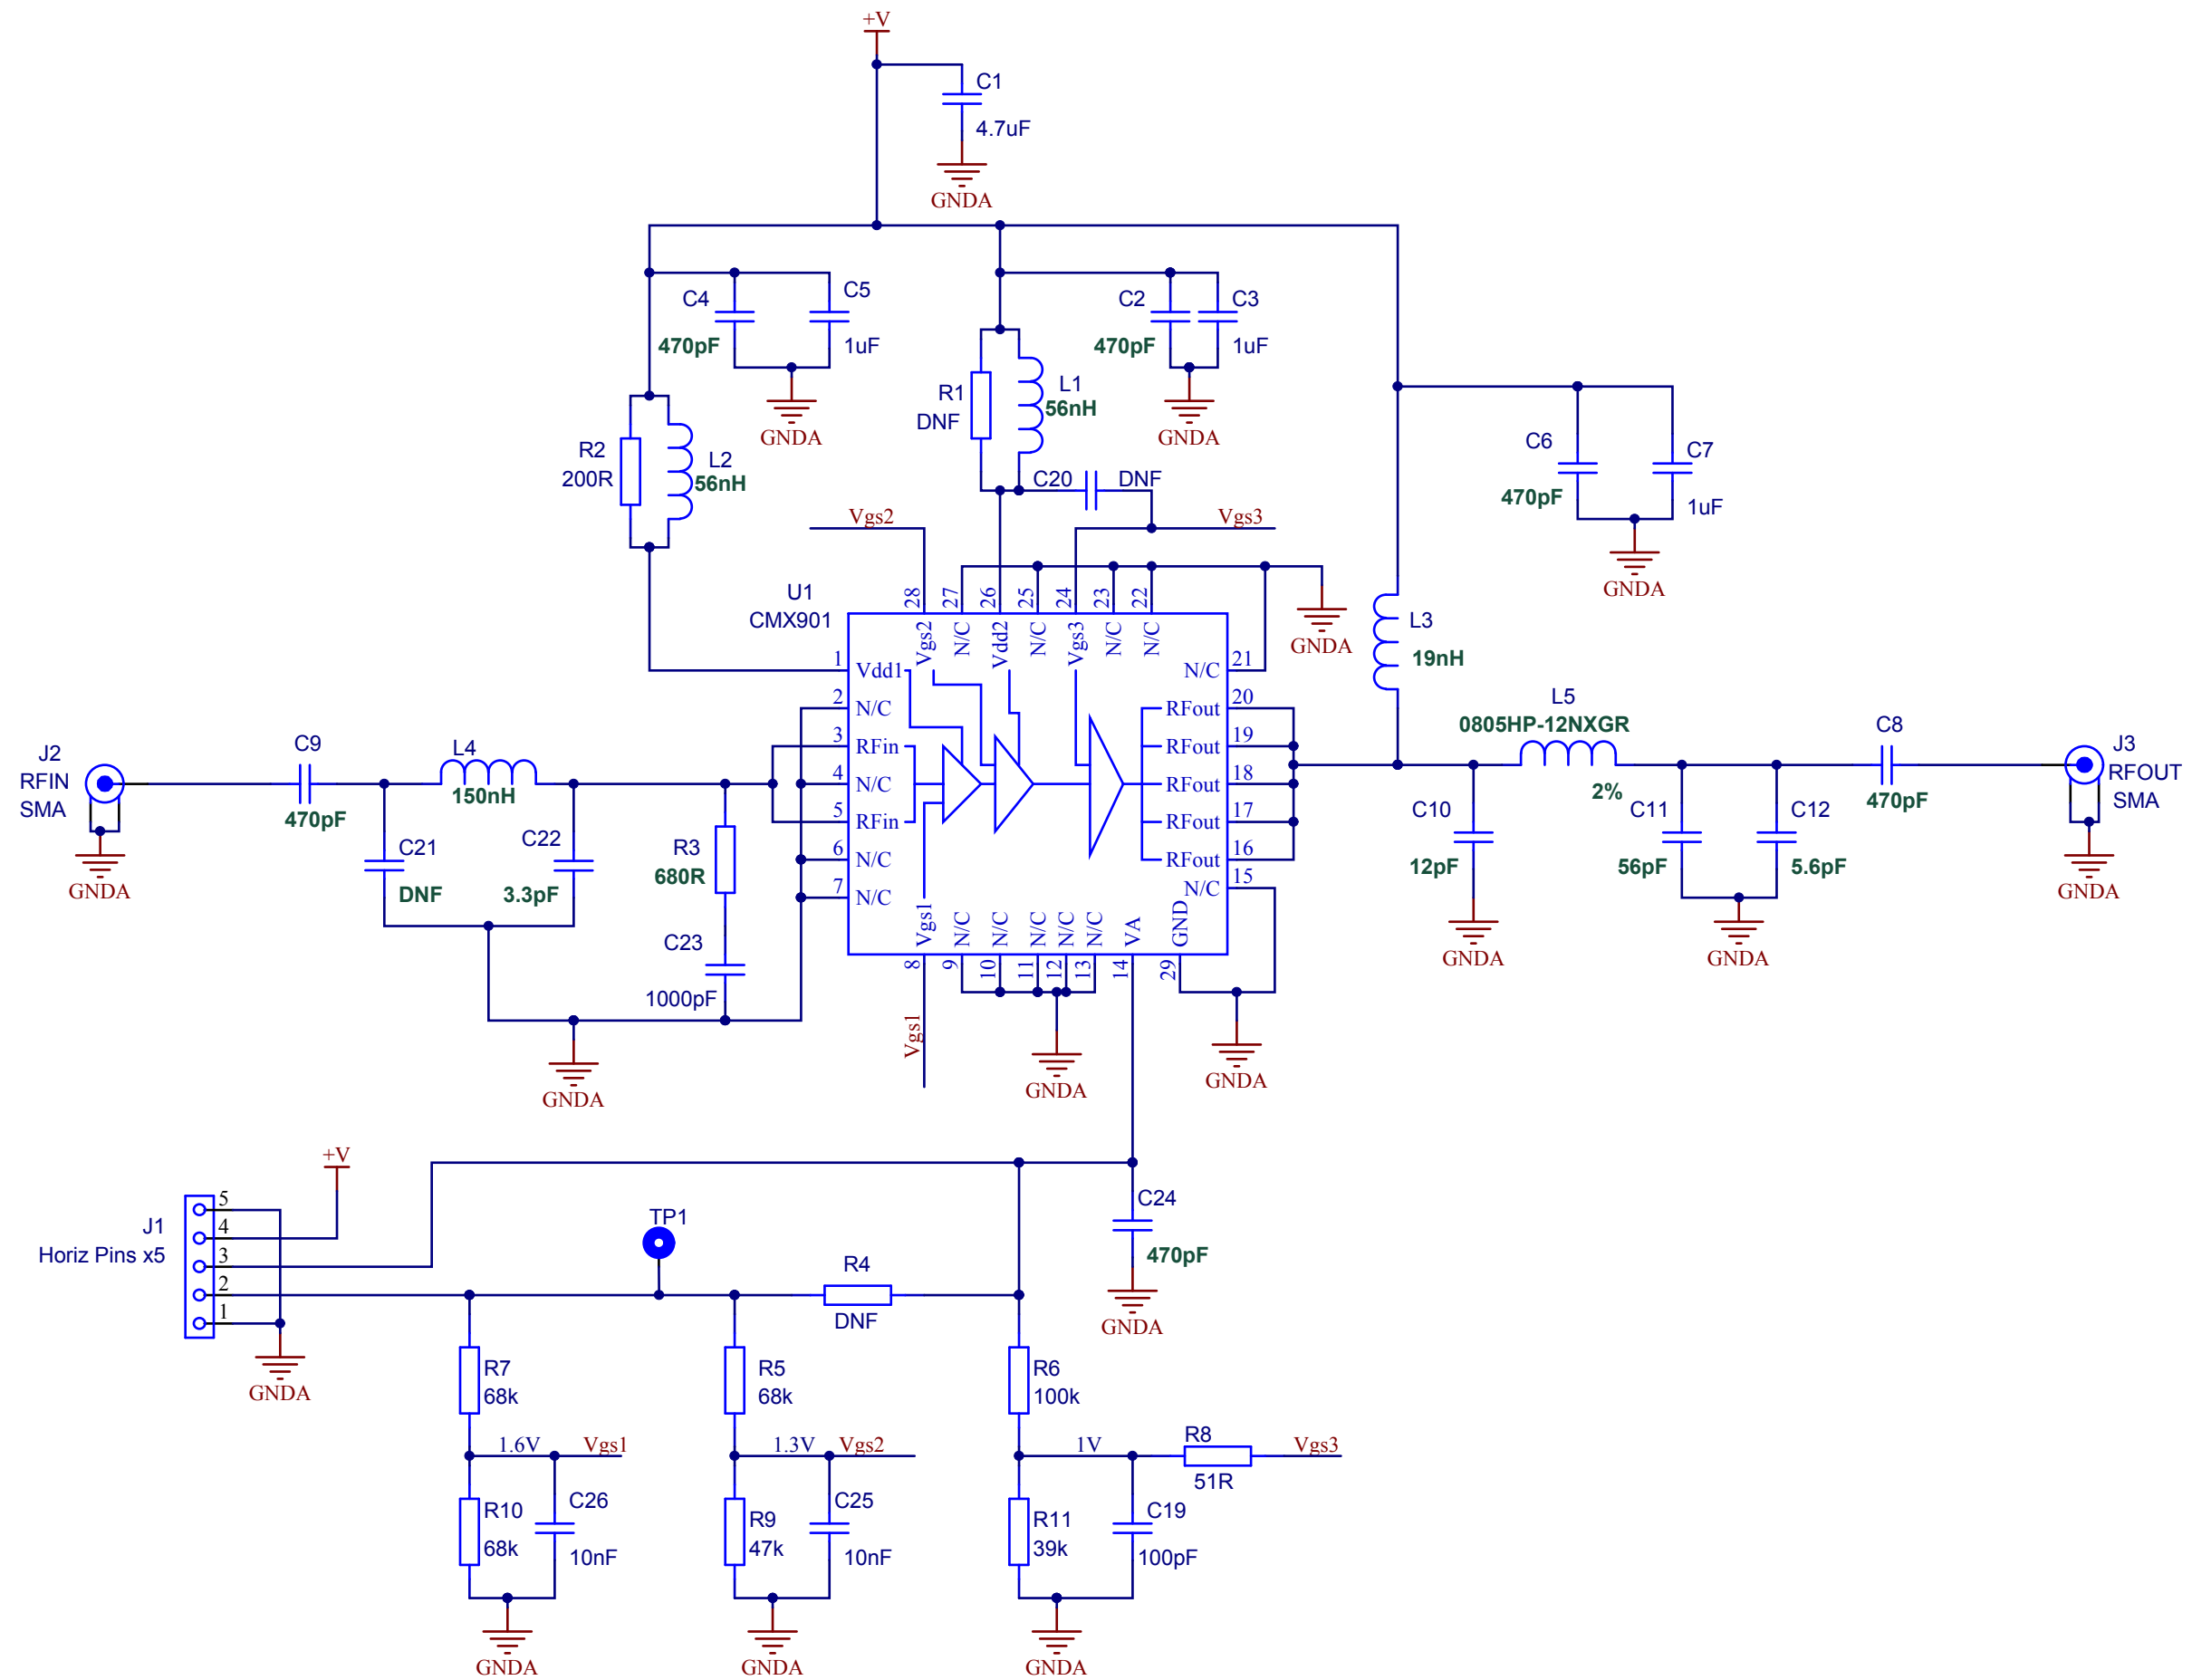 +V
C1
4.7uF
GNDA
C4
470pF
C5
1uF
GNDA
C2
470pF
C3
1uF
GNDA
R1
DNF
L1
56nH
R2
200R
L2
56nH
C20
DNF
C6
470pF
C7
1uF
GNDA
Vgs2
Vgs3
U1
CMX901
28
27
26
25
24
23
22
Vgs2
N/C
Vdd2
N/C
Vgs3
N/C
N/C
GNDA
1
Vdd1
2
N/C
3
RFin
4
N/C
5
RFin
6
N/C
7
N/C
N/C
21
RFout
20
RFout
19
RFout
18
RFout
17
RFout
16
N/C
15
Vgs1
N/C
N/C
N/C
N/C
N/C
VA
GND
8
9
10
11
12
13
14
29
Vgs1
GNDA
GNDA
L3
19nH
J2
RFIN
SMA
GNDA
C9
470pF
L4
150nH
C21
DNF
C22
3.3pF
R3
680R
C23
1000pF
GNDA
L5
0805HP-12NXGR
2%
C10
12pF
GNDA
C11
56pF
C12
5.6pF
GNDA
C8
470pF
J3
RFOUT
SMA
GNDA
+V
J1
Horiz Pins x5
5
4
3
2
1
GNDA
TP1
R4
DNF
C24
470pF
GNDA
R7
68k
R5
68k
R6
100k
1.6V
Vgs1
1.3V
Vgs2
1V
R8
51R
Vgs3
R10
68k
C26
10nF
R9
47k
C25
10nF
R11
39k
C19
100pF
GNDA
GNDA
GNDA